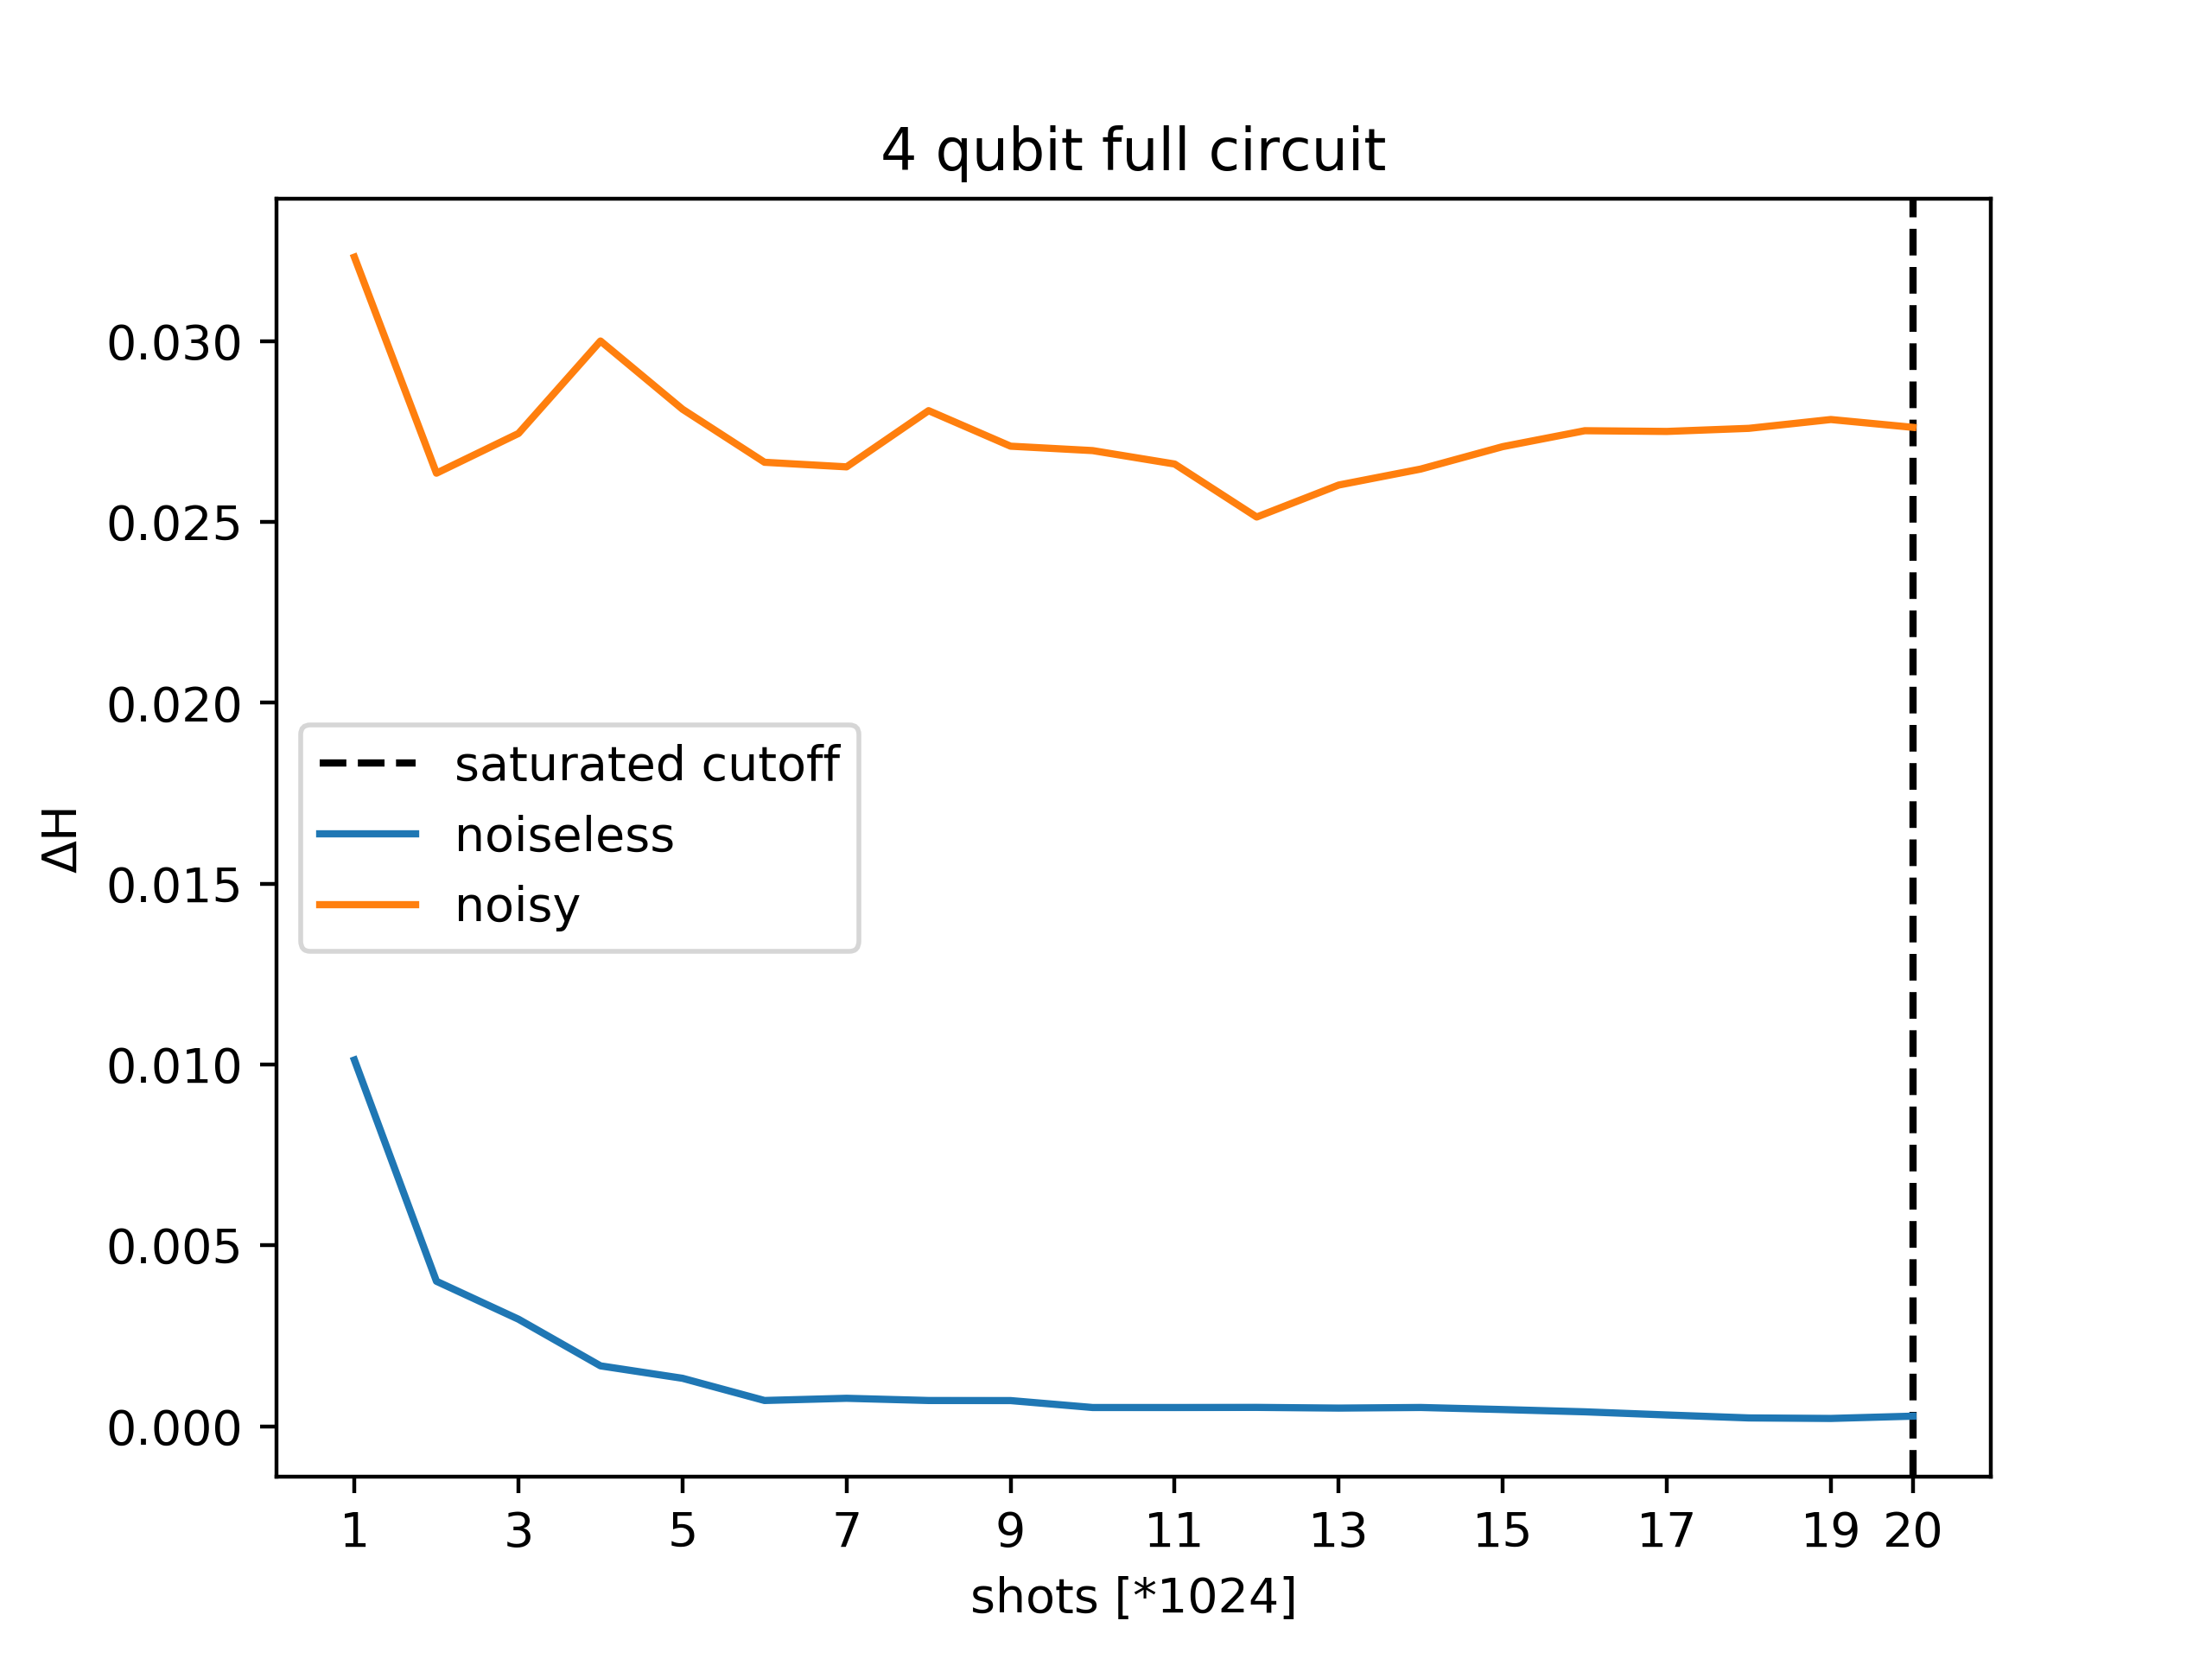 4 qubit full circuit
ΔH
0.030
0.025
0.020
0.015
0.010
0.005
0.000
saturated cutoff
noiseless
noisy
1 3 5 7 9 11 13 15 17 19 20
shots [*1024]